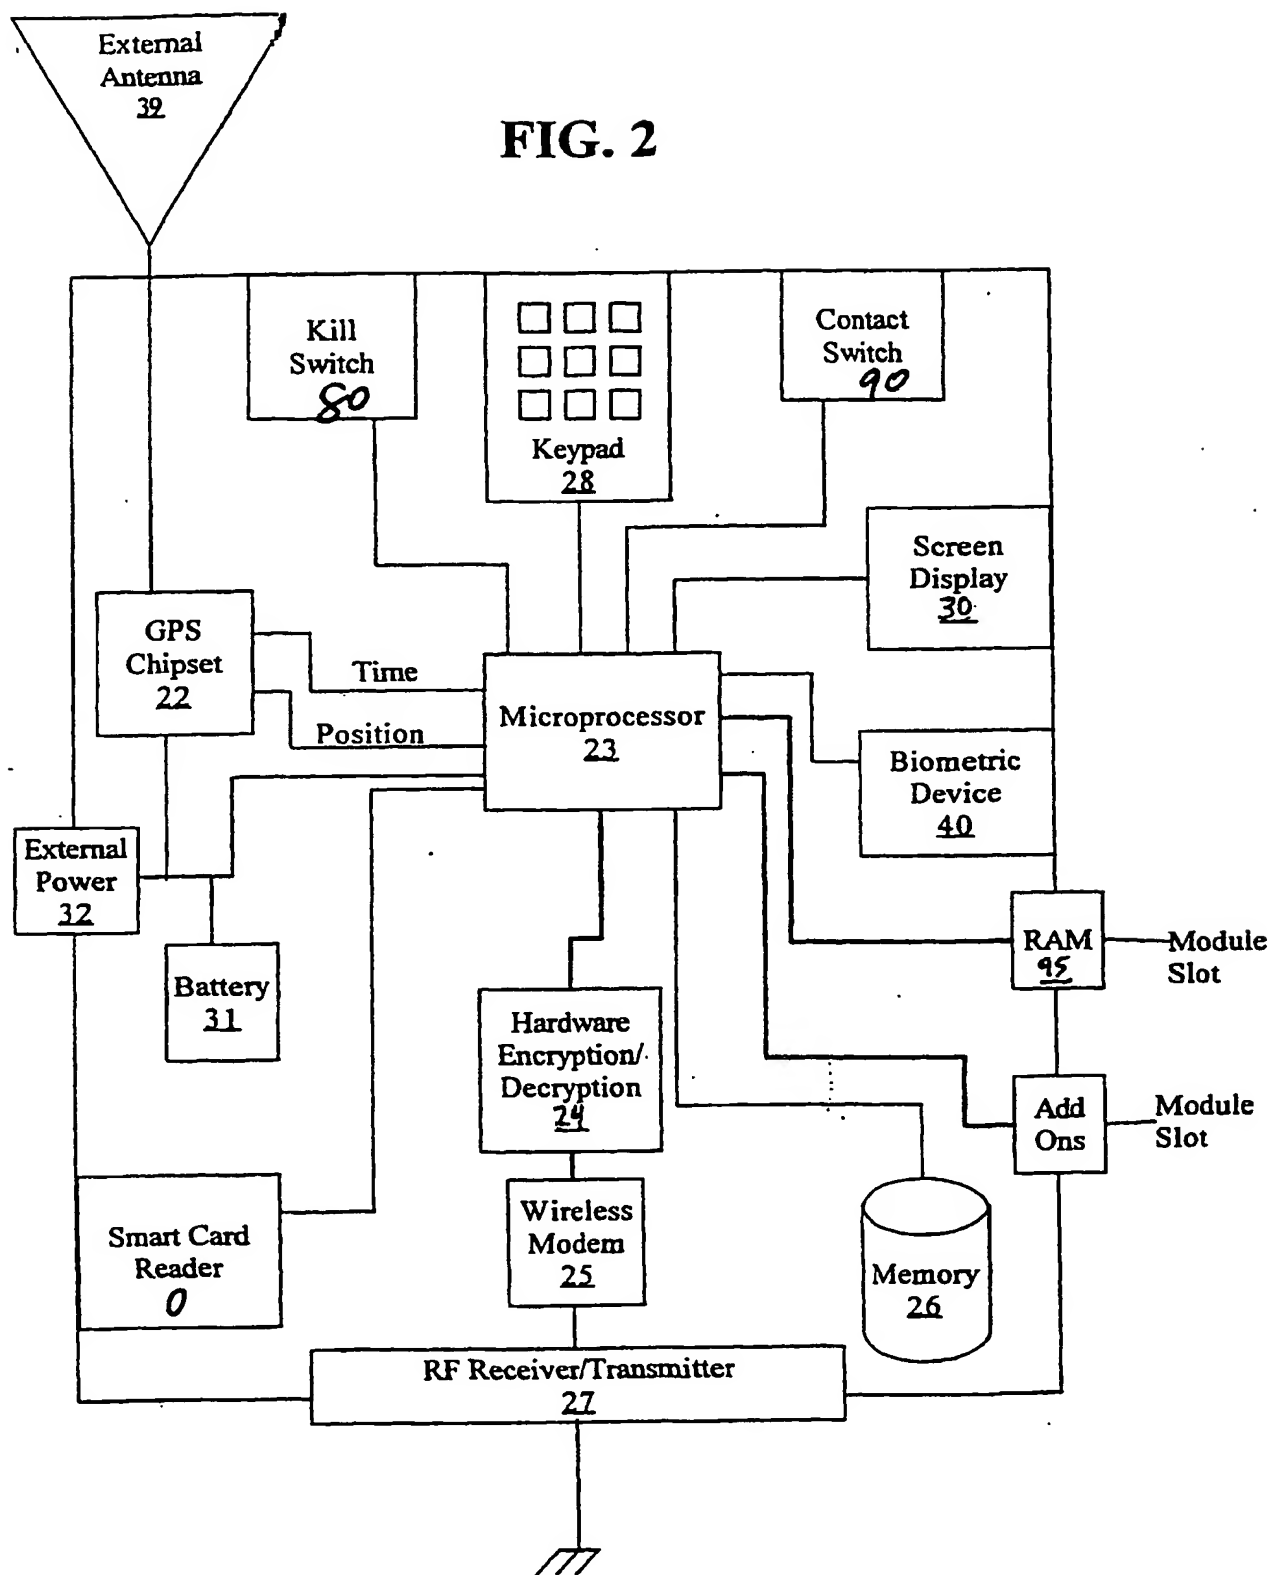 External
Antenna
39
FIG. 2
Kill
Switch
80
Keypad
28
Contact
Switch
90
Screen
Display
30
GPS
Chipset
22
Time
Position
Microprocessor
23
Biometric
Device
40
External
Power
32
Battery
31
RAM
95
Module
Slot
Hardware
Encryption/
Decryption
24
Add
Ons
Module
Slot
Smart Card
Reader
0
Wireless
Modem
25
Memory
26
RF Receiver/Transmitter
27